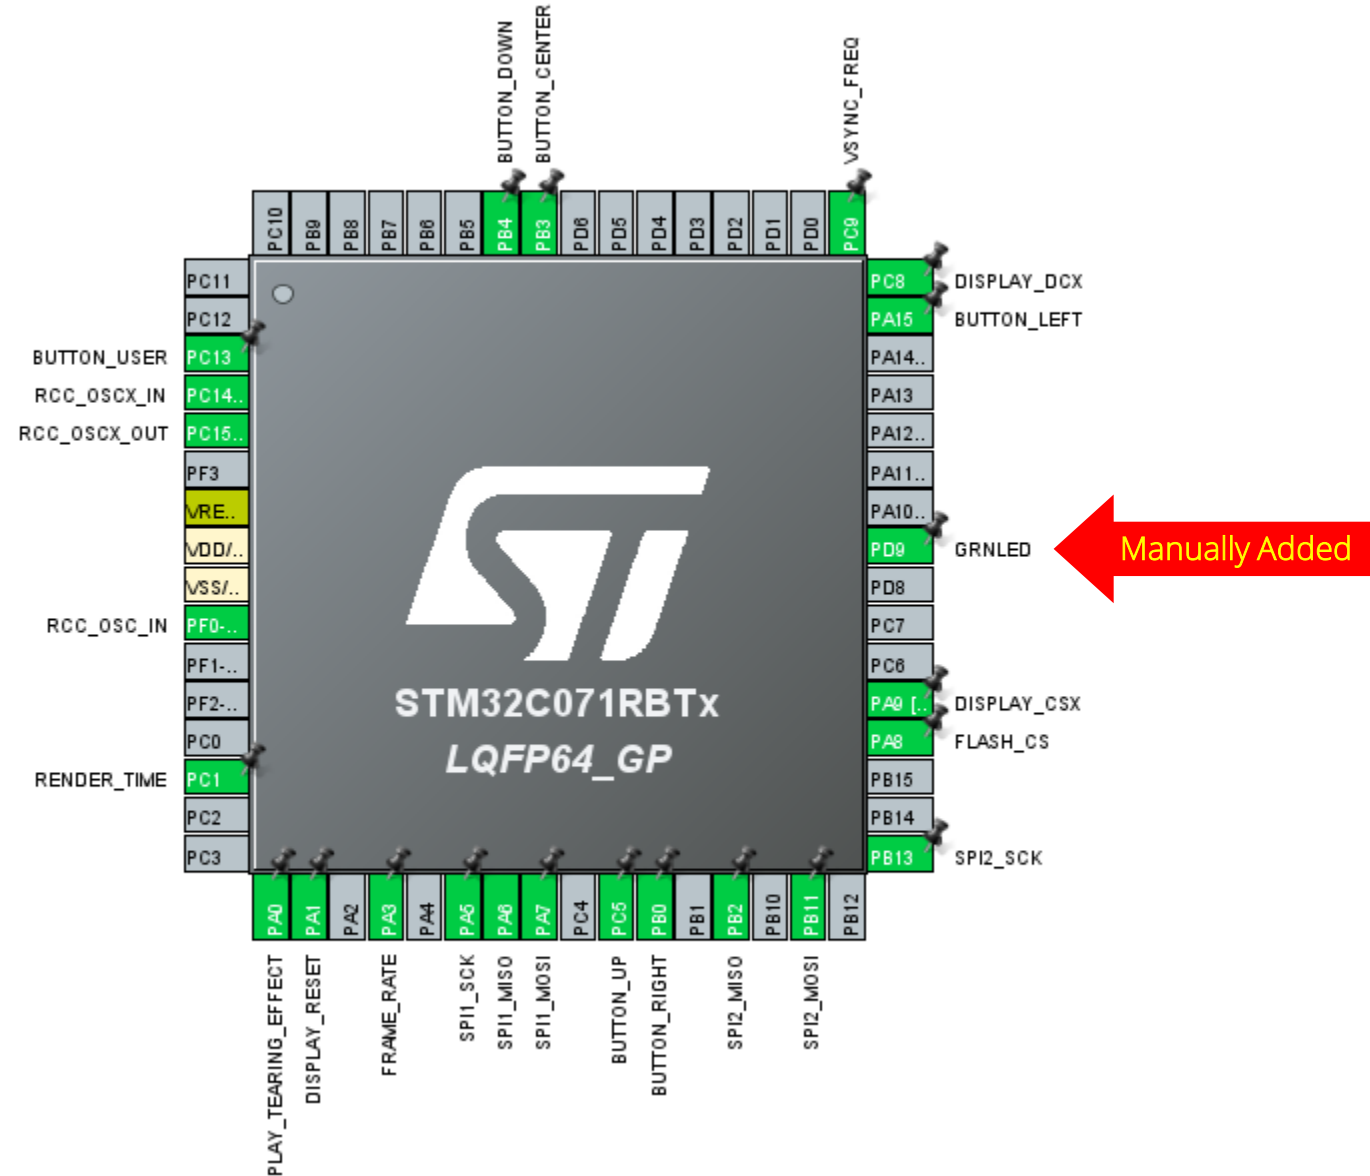 BUTTON_DOWN
BUTTON_CENTER
VSYNC_FREQ
PC10
PB9
PB8
PB7
PB6
PB5
PB4
PB3
PD6
PD5
PD4
PD3
PD2
PD1
PD0
PC9
PC11
PC12
BUTTON_USER PC13
RCC_OSCX_IN PC14..
RCC_OSCX_OUT PC15..
PF3
VRE..
VDD/..
VSS/..
RCC_OSC_IN PF0-..
PF1-..
PF2-..
PC0
RENDER_TIME PC1
PC2
PC3
PC8 DISPLAY_DCX
PA15 BUTTON_LEFT
PA14..
PA13
PA12..
PA11..
PA10..
PD9 GRNLED
Manually Added
PD8
PC7
PC6
PA9 [.. DISPLAY_CSX
PA8 FLASH_CS
PB15
PB14
PB13 SPI2_SCK
ST
STM32C071RBTx
LQFP64_GP
PA0
PA1
PA2
PA3
PA4
PA5
PA6
PA7
PC4
PC5
PB0
PB1
PB2
PB10
PB11
PB12
PLAY_TEARING_EFFECT
DISPLAY_RESET
FRAME_RATE
SPI1_SCK
SPI1_MISO
SPI1_MOSI
BUTTON_UP
BUTTON_RIGHT
SPI2_MISO
SPI2_MOSI